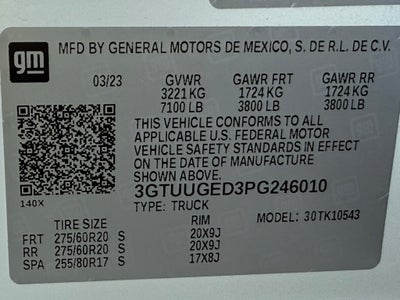 gm
MFD BY GENERAL MOTORS DE MEXICO, S. DE R.L. DE C.V.
03/23 GVWR GAWR FRT GAWR RR
3221 KG 1724 KG 1724 KG
7100 LB 3800 LB 3800 LB
THIS VEHICLE CONFORMS TO ALL
APPLICABLE U.S. FEDERAL MOTOR
VEHICLE SAFETY STANDARDS IN EFFECT
ON THE DATE OF MANUFACTURE
SHOWN ABOVE.
3GTUUGED3PG246010
140X
TYPE: TRUCK MODEL: 30TK10543
TIRE SIZE RIM
FRT 275/60R20 S 20X9J
RR 275/60R20 S 20X9J
SPA 255/80R17 S 17X8J